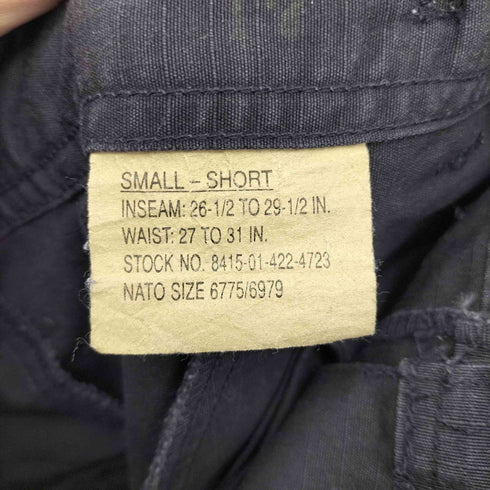 SMALL – SHORT
INSEAM: 26-1/2 TO 29-1/2 IN.
WAIST: 27 TO 31 IN.
STOCK NO. 8415-01-422-4723
NATO SIZE 6775/6979